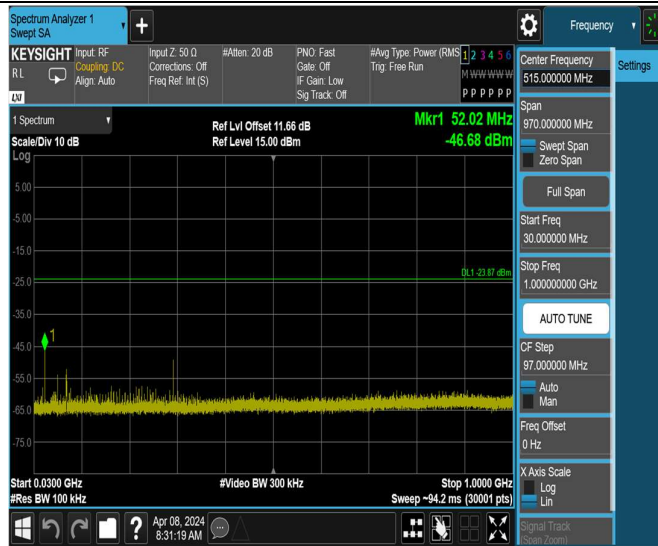 Spectrum Analyzer 1
Swept SA
+
Frequency
KEYSIGHT
RL
LXI
Input: RF
Coupling: DC
Align: Auto
Input Z: 50 Ω
Corrections: Off
Freq Ref: Int (S)
#Atten: 20 dB
PNO: Fast
Gate: Off
IF Gain: Low
Sig Track: Off
#Avg Type: Power (RMS
Trig: Free Run
1 2 3 4 5 6
M W W W W W
P P P P P P
1 Spectrum
Scale/Div 10 dB
Ref Lvl Offset 11.66 dB
Ref Level 15.00 dBm
Mkr1 52.02 MHz
-46.68 dBm
Log
5.00
-5.00
-15.0
-25.0
-35.0
-45.0
-55.0
-65.0
-75.0
DL1 -23.87 dBm
1
Start 0.0300 GHz
#Res BW 100 kHz
#Video BW 300 kHz
Stop 1.0000 GHz
Sweep ~94.2 ms (30001 pts)
Apr 08, 2024
8:31:19 AM
?
Center Frequency
515.000000 MHz
Settings
Span
970.000000 MHz
Swept Span
Zero Span
Full Span
Start Freq
30.000000 MHz
Stop Freq
1.000000000 GHz
AUTO TUNE
CF Step
97.000000 MHz
Auto
Man
Freq Offset
0 Hz
X Axis Scale
Log
Lin
Signal Track
(Span Zoom)